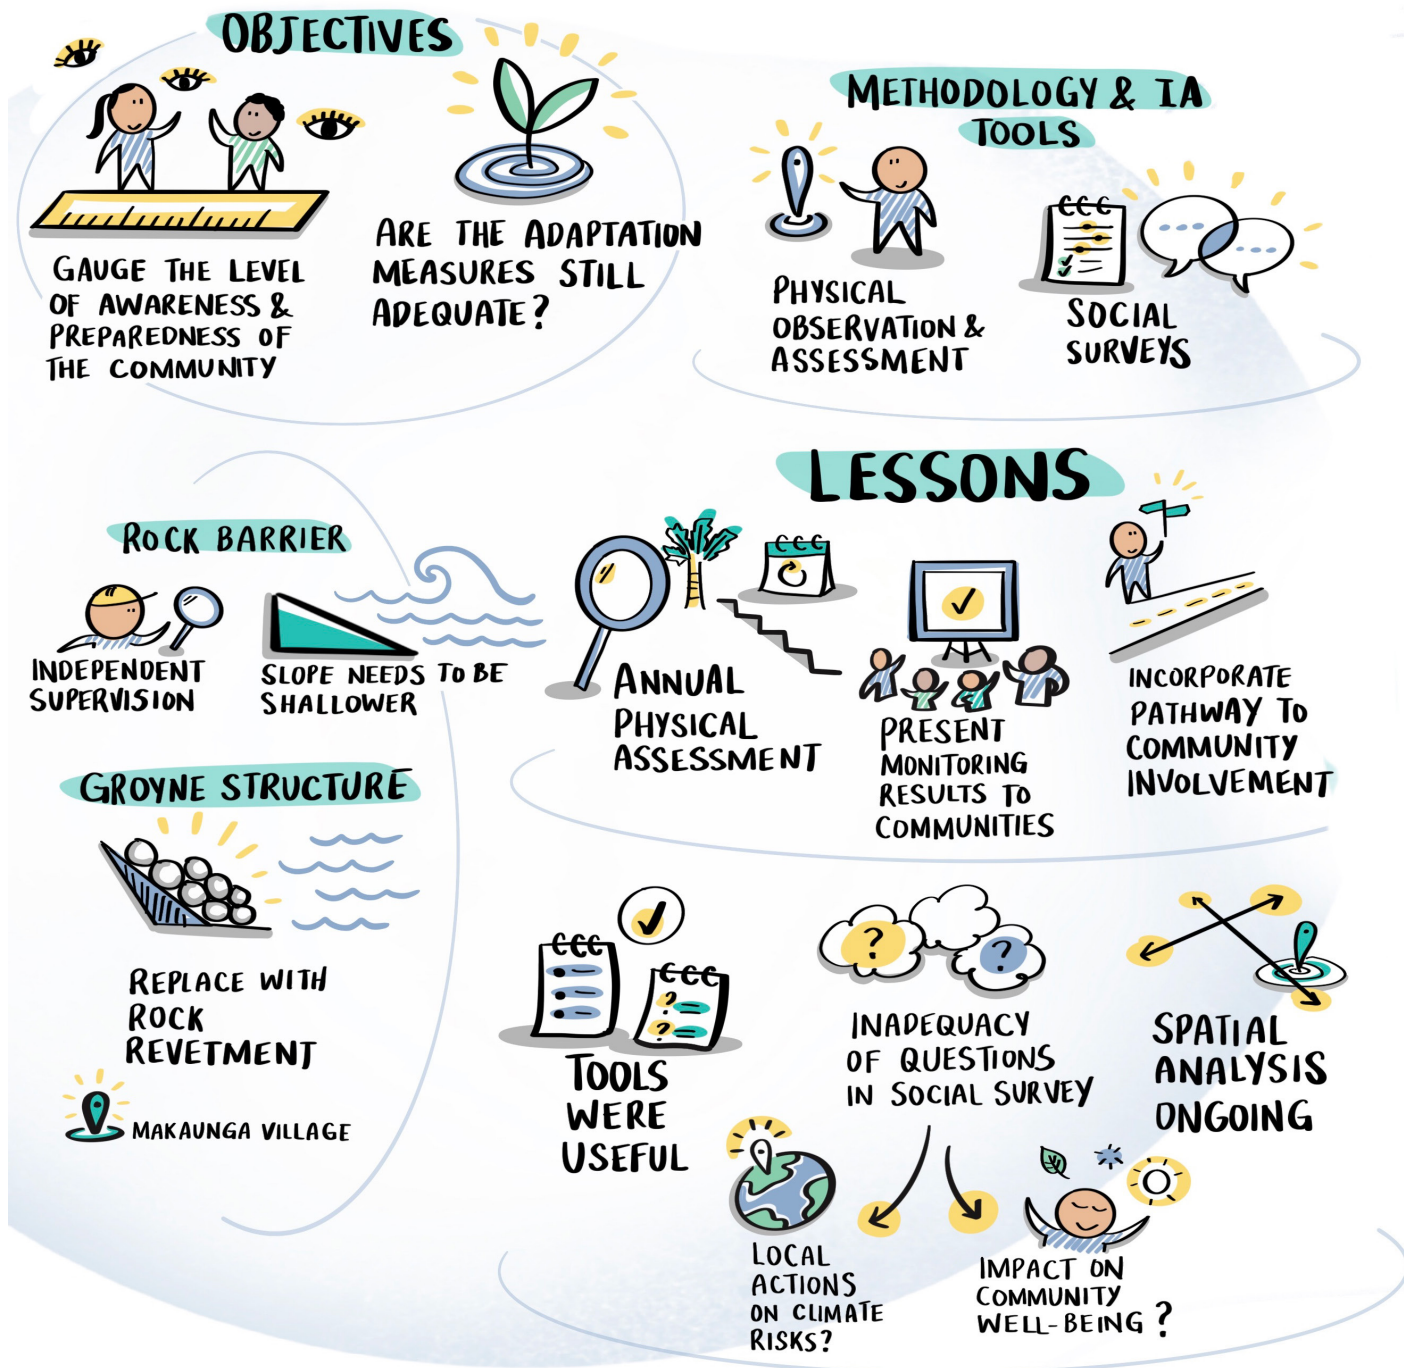 OBJECTIVES
GAUGE THE LEVEL
OF AWARENESS &
PREPAREDNESS OF
THE COMMUNITY
ARE THE ADAPTATION
MEASURES STILL
ADEQUATE?
METHODOLOGY & IA
TOOLS
PHYSICAL
OBSERVATION &
ASSESSMENT
SOCIAL
SURVEYS
ROCK BARRIER
INDEPENDENT
SUPERVISION
SLOPE NEEDS TO BE
SHALLOWER
GROYNE STRUCTURE
REPLACE WITH
ROCK
REVETMENT
MAKAUNGA VILLAGE
LESSONS
ANNUAL
PHYSICAL
ASSESSMENT
PRESENT
MONITORING
RESULTS TO
COMMUNITIES
INCORPORATE
PATHWAY TO
COMMUNITY
INVOLVEMENT
TOOLS
WERE
USEFUL
? ?
? ?
INADEQUACY
OF QUESTIONS
IN SOCIAL SURVEY
LOCAL
ACTIONS
ON CLIMATE
RISKS?
IMPACT ON
COMMUNITY
WELL-BEING?
SPATIAL
ANALYSIS
ONGOING